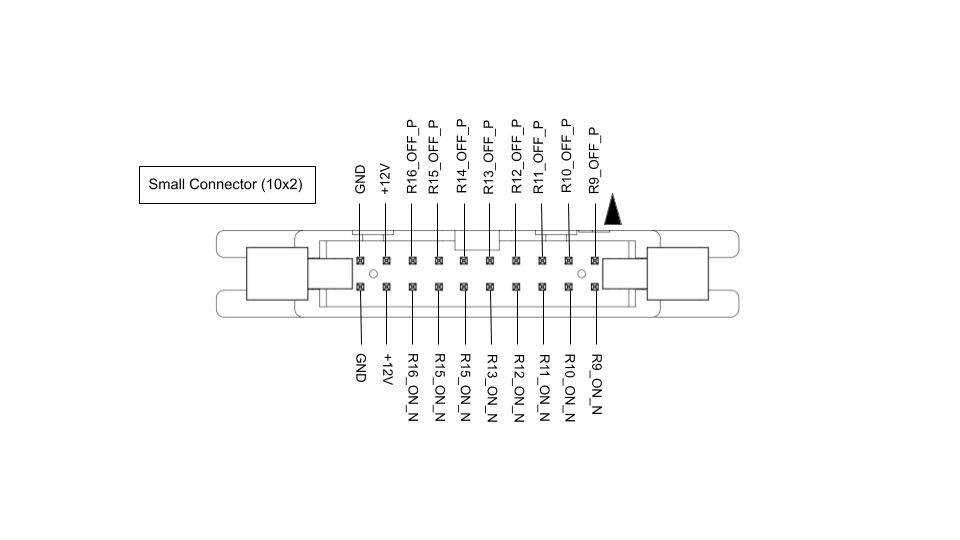 Small Connector (10x2)
GND
+12V
R16_OFF_P
R15_OFF_P
R14_OFF_P
R13_OFF_P
R12_OFF_P
R11_OFF_P
R10_OFF_P
R9_OFF_P
GND
+12V
R16_ON_N
R15_ON_N
R15_ON_N
R13_ON_N
R12_ON_N
R11_ON_N
R10_ON_N
R9_ON_N